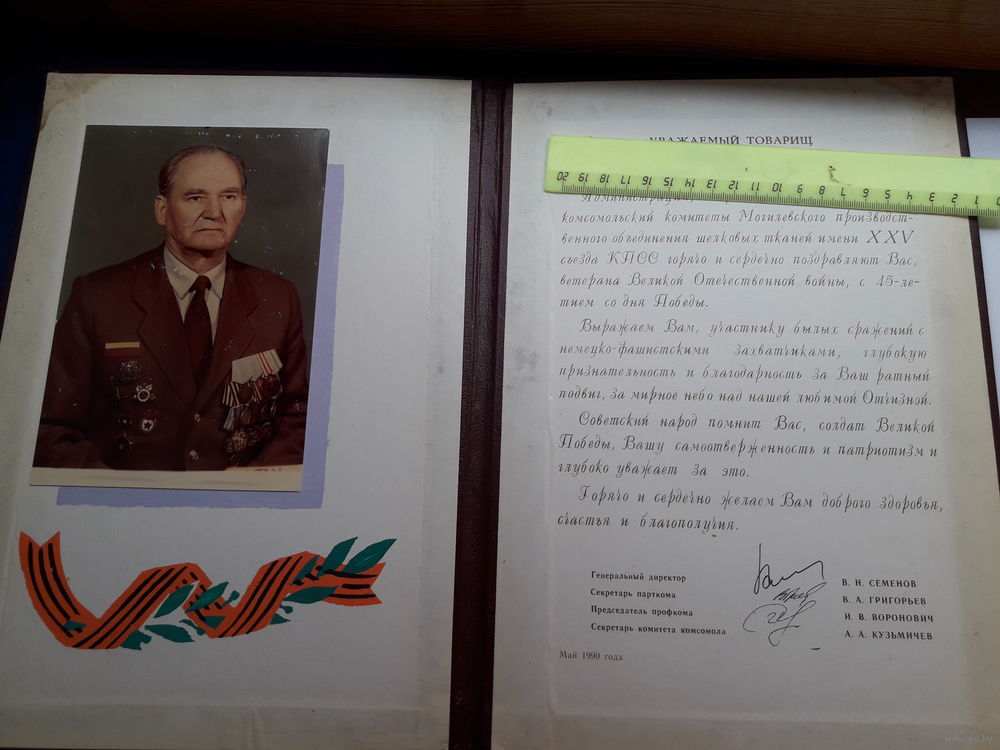 УВАЖАЕМЫЙ ТОВАРИЩ
20 19 18 17 16 15 14 13 12 11 10 9 8 7 6 5 4 3 2 1 0
Администрация,
комсомольский комитеты Могилевского производст-
венного объединения шелковых тканей имени XXV
съезда КПСС горячо и сердечно поздравляют Вас,
ветерана Великой Отечественной войны, с 45-ле-
тием со дня Победы.
Выражаем Вам, участнику былых сражений с
немецко-фашистскими захватчиками, глубокую
признательность и благодарность за Ваш ратный
подвиг, за мирное небо над нашей любимой Отчизной.
Советский народ помнит Вас, солдат Великой
Победы, Вашу самоотверженность и патриотизм и
глубоко уважает за это.
Горячо и сердечно желаем Вам доброго здоровья,
счастья и благополучия.
Генеральный директор В. Н. СЕМЕНОВ
Секретарь парткома В. А. ГРИГОРЬЕВ
Председатель профкома И. В. ВОРОНОВИЧ
Секретарь комитета комсомола А. А. КУЗЬМИЧЕВ
Май 1990 года
www.ay.by